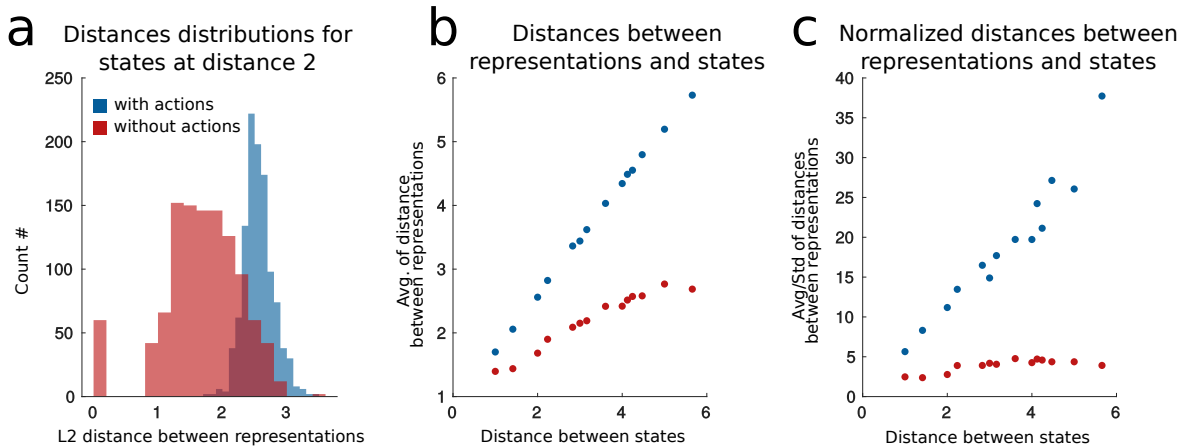 a
Distances distributions for
states at distance 2
250
200
150
100
50
0
Count #
with actions
without actions
0
1
2
3
L2 distance between representations
b
Distances between
representations and states
6
5
4
3
2
1
Avg. of distance
between representations
0
2
4
6
Distance between states
c
Normalized distances between
representations and states
40
35
30
25
20
15
10
5
0
Avg/Std of distances
between representations
0
2
4
6
Distance between states